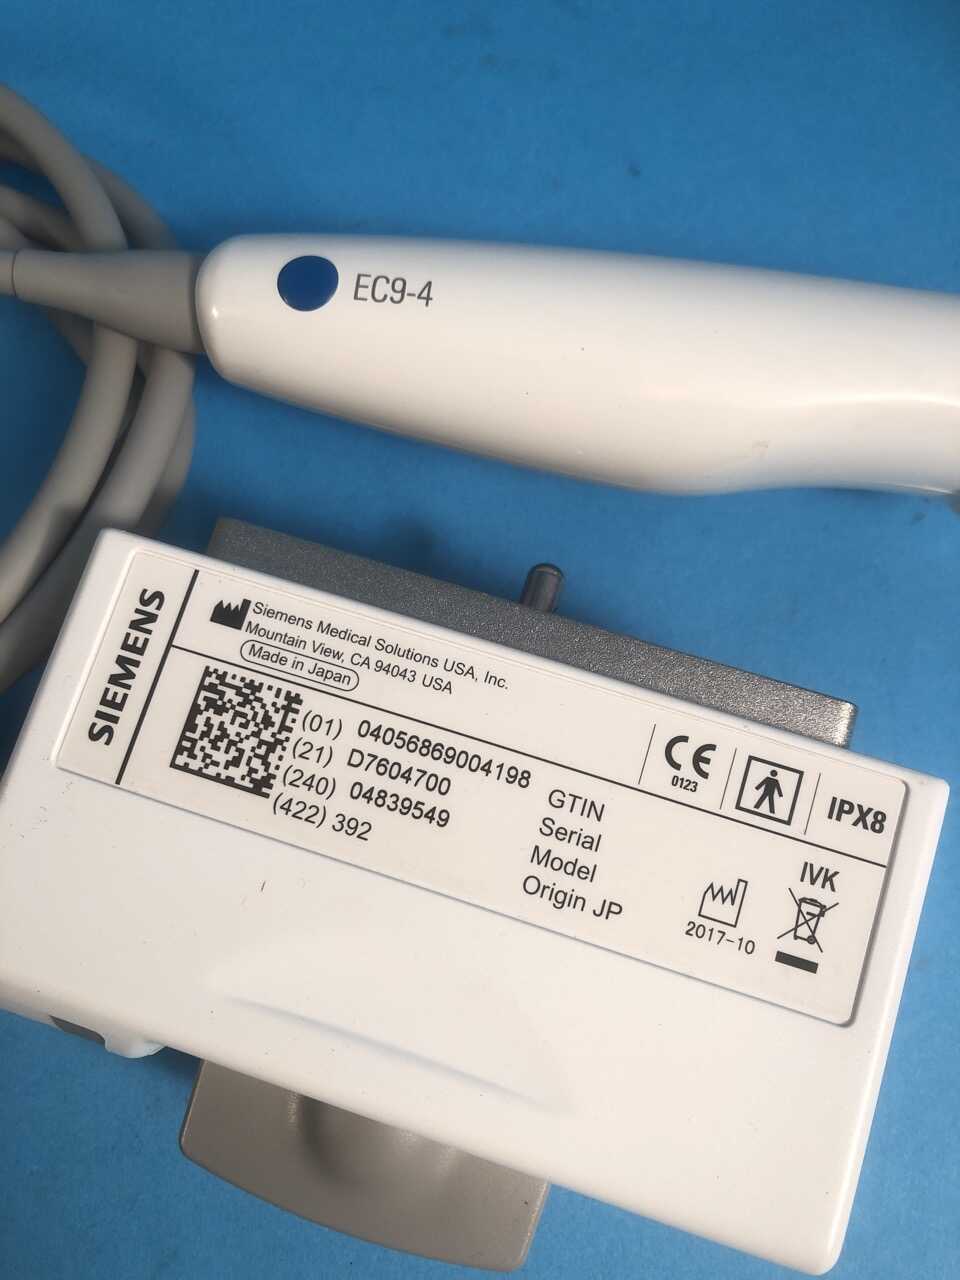 EC9-4
SIEMENS
Siemens Medical Solutions USA, Inc.
Mountain View, CA 94043 USA
Made in Japan
(01) 04056869004198 GTIN
(21) D7604700 Serial
(240) 04839549 Model
(422) 392 Origin JP
CE
0123
IPX8
IVK
2017-10